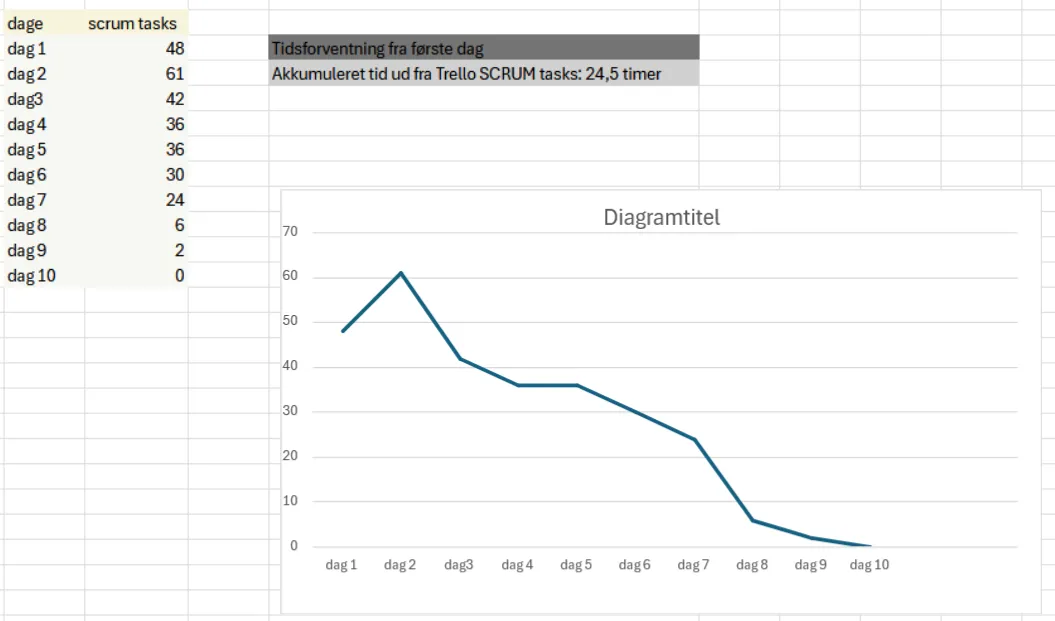 dage scrum tasks
dag 1 48
dag 2 61
dag3 42
dag 4 36
dag 5 36
dag 6 30
dag 7 24
dag 8 6
dag 9 2
dag 10 0
Tidsforventning fra første dag
Akkumuleret tid ud fra Trello SCRUM tasks: 24,5 timer
Diagramtitel
70
60
50
40
30
20
10
0
dag 1 dag 2 dag3 dag 4 dag 5 dag 6 dag 7 dag 8 dag 9 dag 10